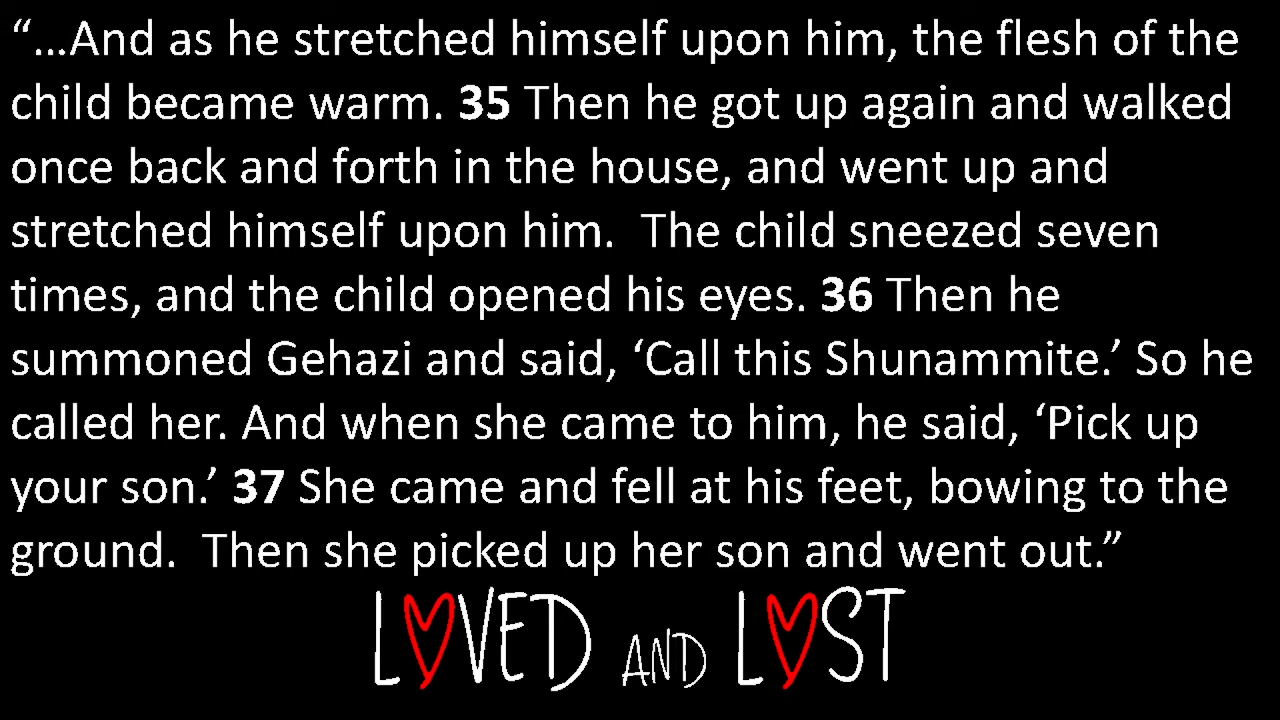 “…And as he stretched himself upon him, the flesh of the
child became warm. 35 Then he got up again and walked
once back and forth in the house, and went up and
stretched himself upon him.  The child sneezed seven
times, and the child opened his eyes. 36 Then he
summoned Gehazi and said, ‘Call this Shunammite.’ So he
called her. And when she came to him, he said, ‘Pick up
your son.’ 37 She came and fell at his feet, bowing to the
ground.  Then she picked up her son and went out.”
LOVED AND LOST